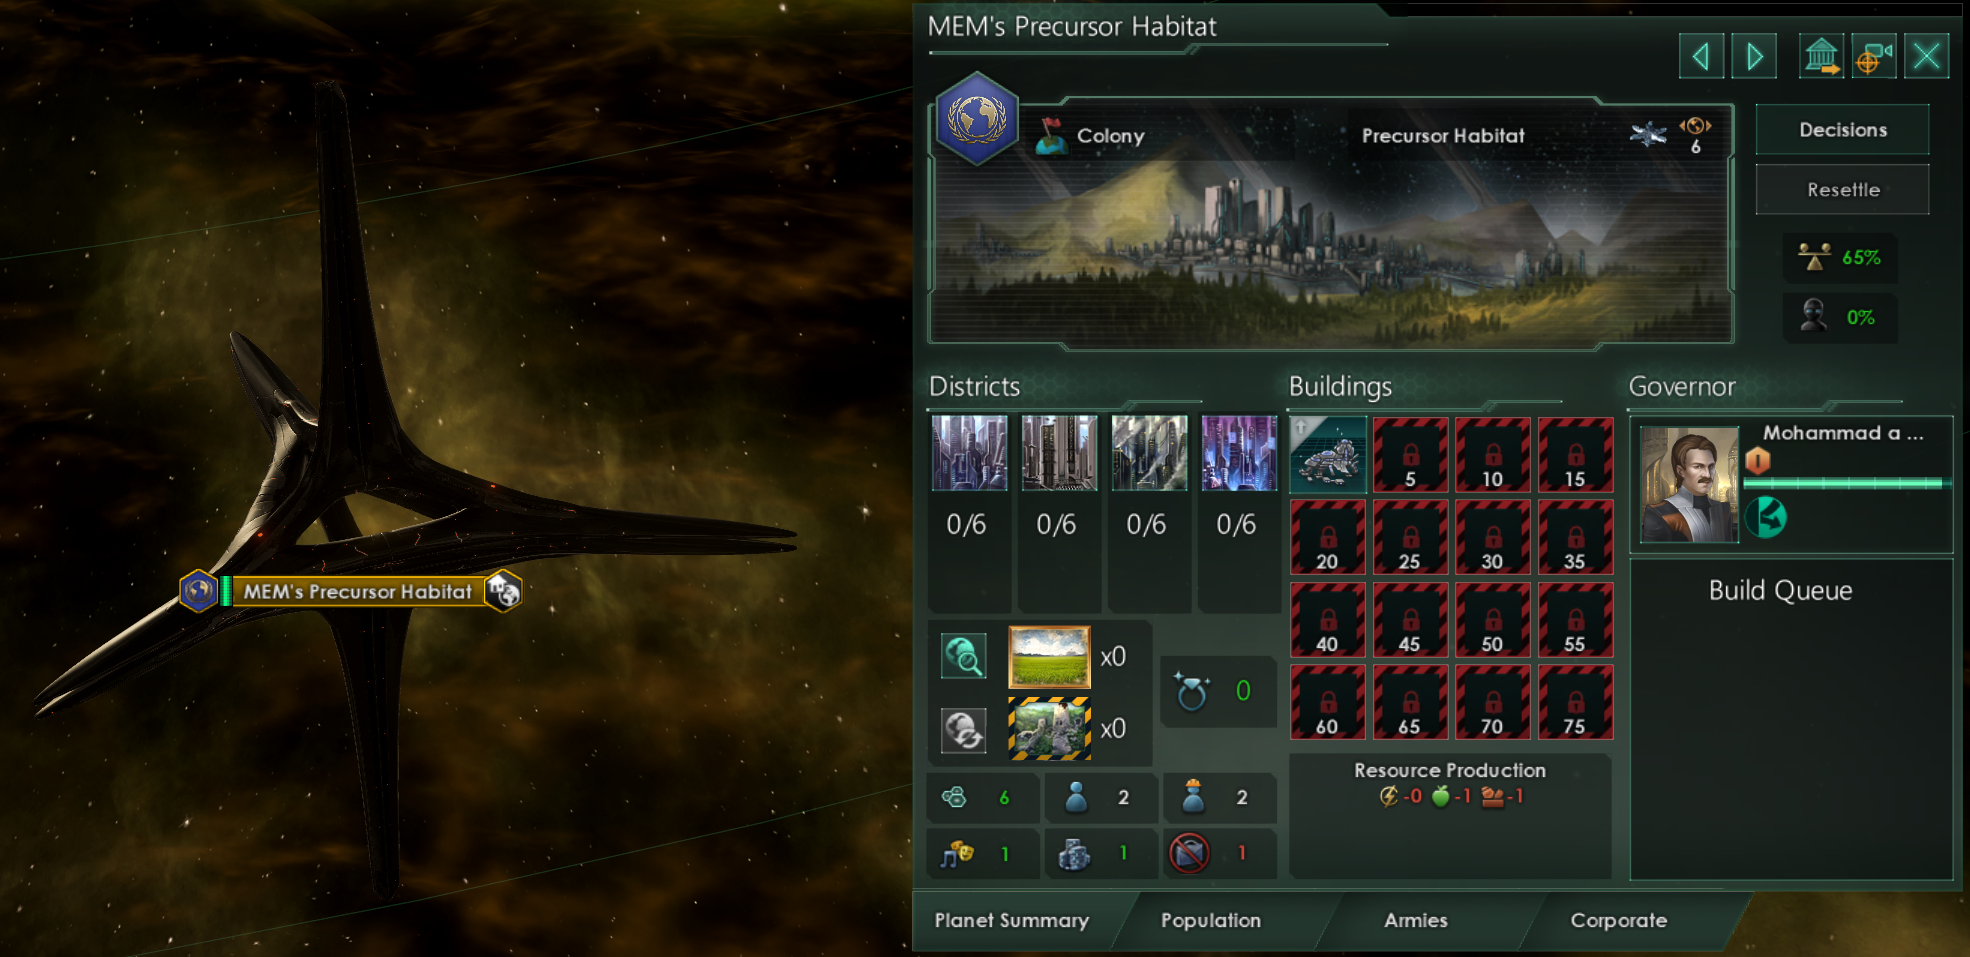 MEM's Precursor Habitat
Colony
Precursor Habitat
6
Decisions
Resettle
65%
0%
Districts
Buildings
Governor
0/6
0/6
0/6
0/6
5
10
15
20
25
30
35
40
45
50
55
60
65
70
75
Mohammad a ...
I
Build Queue
MEM's Precursor Habitat
x0
x0
0
6
2
2
1
1
1
Resource Production
-0 -1 -1
Planet Summary
Population
Armies
Corporate